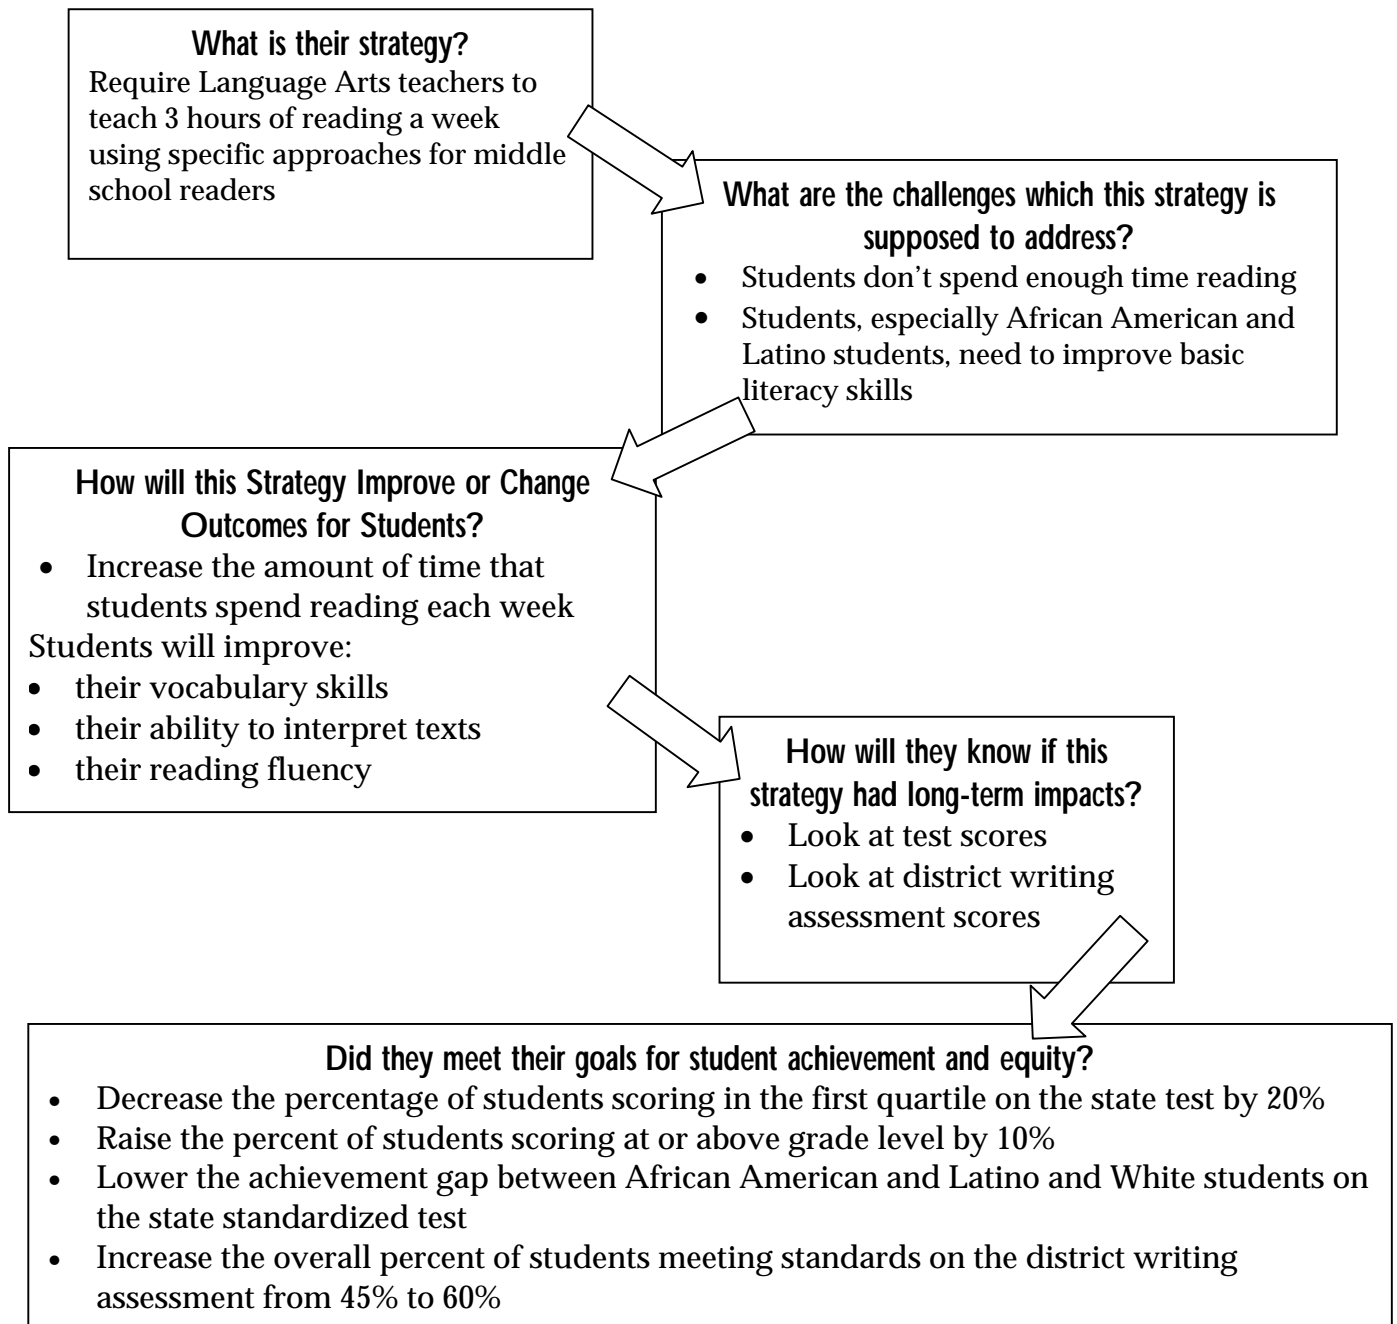 What is their strategy?
Require Language Arts teachers to
teach 3 hours of reading a week
using specific approaches for middle
school readers
What are the challenges which this strategy is
supposed to address?
• Students don’t spend enough time reading
• Students, especially African American and
Latino students, need to improve basic
literacy skills
How will this Strategy Improve or Change
Outcomes for Students?
• Increase the amount of time that
students spend reading each week
Students will improve:
• their vocabulary skills
• their ability to interpret texts
• their reading fluency
How will they know if this
strategy had long-term impacts?
• Look at test scores
• Look at district writing
assessment scores
Did they meet their goals for student achievement and equity?
• Decrease the percentage of students scoring in the first quartile on the state test by 20%
• Raise the percent of students scoring at or above grade level by 10%
• Lower the achievement gap between African American and Latino and White students on
the state standardized test
• Increase the overall percent of students meeting standards on the district writing
assessment from 45% to 60%